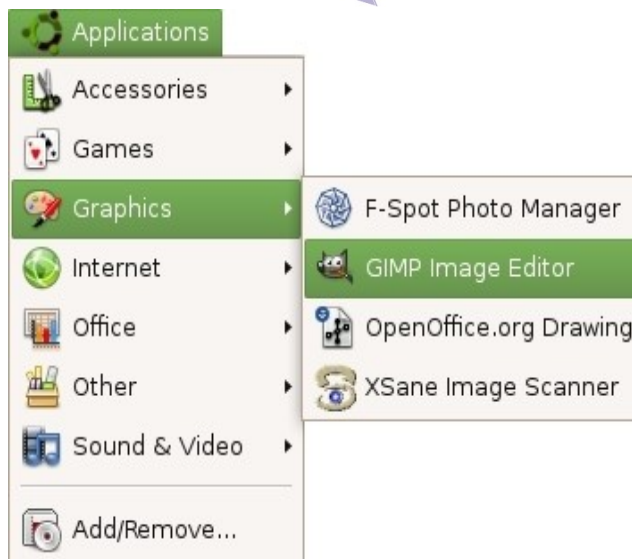 Applications
Accessories
Games
Graphics
Internet
Office
Other
Sound & Video
Add/Remove...
F-Spot Photo Manager
GIMP Image Editor
OpenOffice.org Drawing
XSane Image Scanner